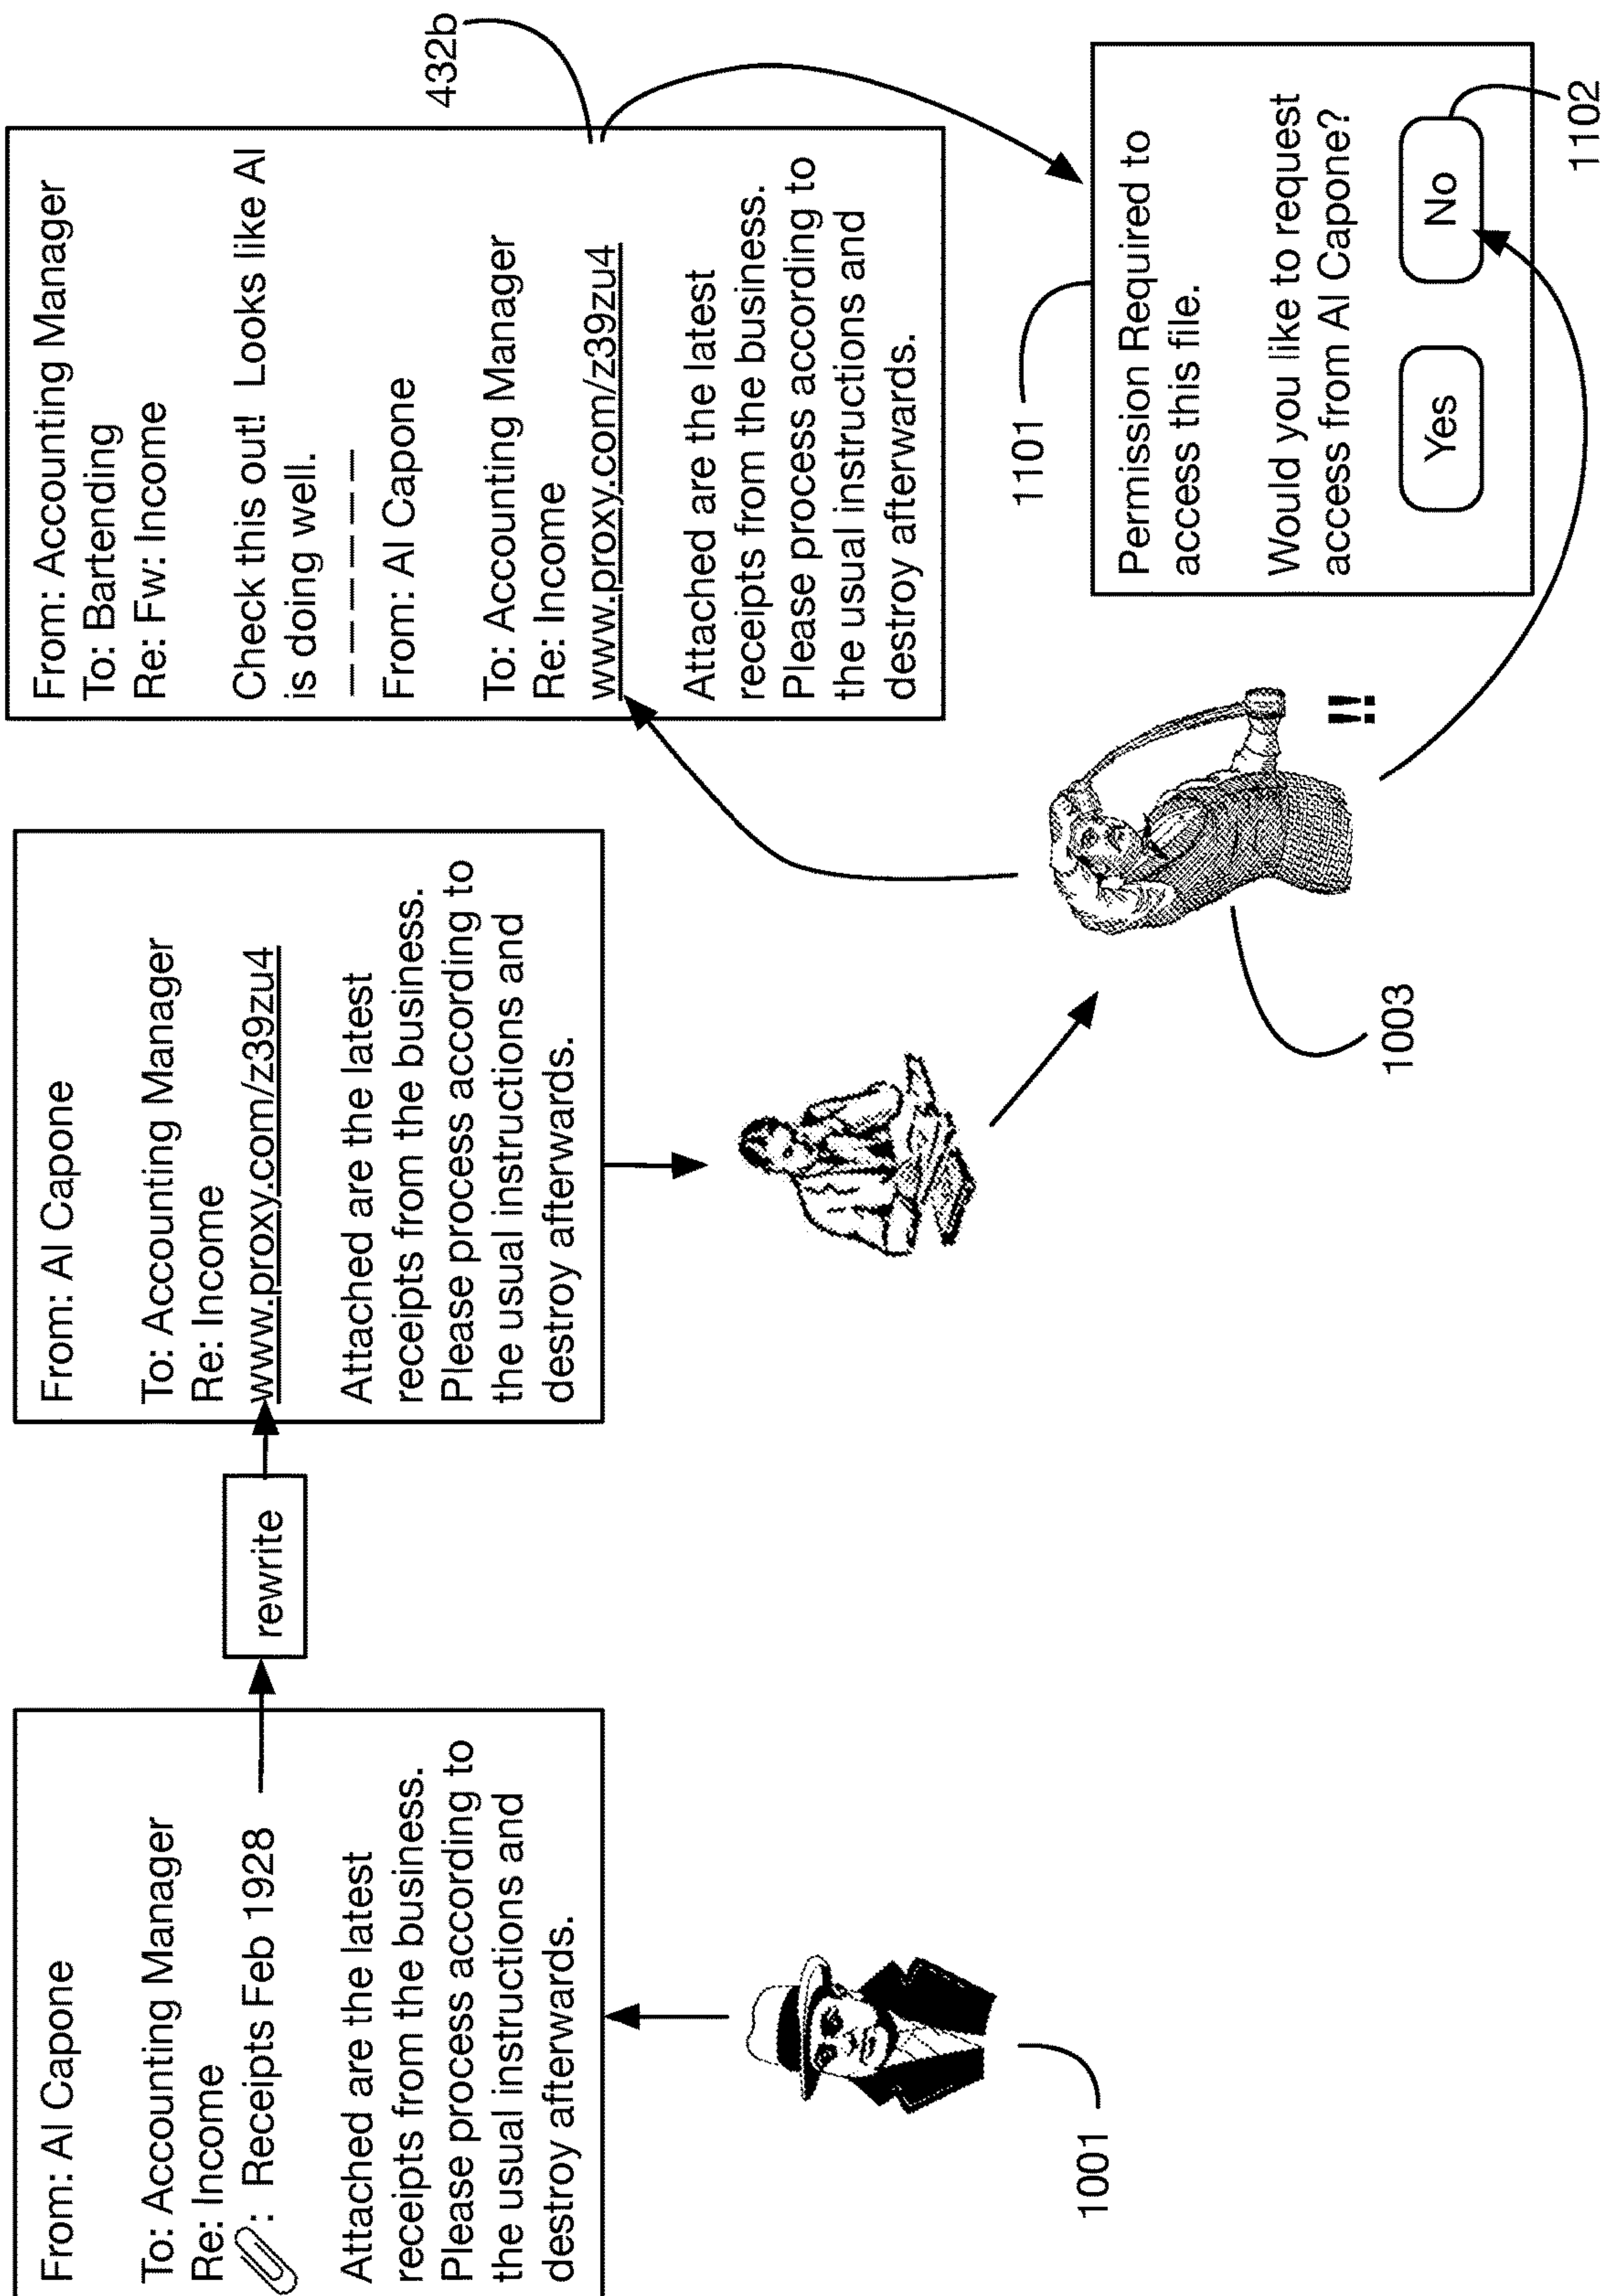 From: Al Capone
To: Accounting Manager
Re: Income
: Receipts Feb 1928
Attached are the latest
receipts from the business.
Please process according to
the usual instructions and
destroy afterwards.
1001
rewrite
From: Al Capone
To: Accounting Manager
Re: Income
www.proxy.com/z39zu4
Attached are the latest
receipts from the business.
Please process according to
the usual instructions and
destroy afterwards.
1003
!!
From: Accounting Manager
To: Bartending
Re: Fw: Income
Check this out!  Looks like Al
is doing well.
— — — — — — —
From: Al Capone
To: Accounting Manager
Re: Income
www.proxy.com/z39zu4
Attached are the latest
receipts from the business.
Please process according to
the usual instructions and
destroy afterwards.
432b
1101
Permission Required to
access this file.
Would you like to request
access from Al Capone?
Yes
No
1102